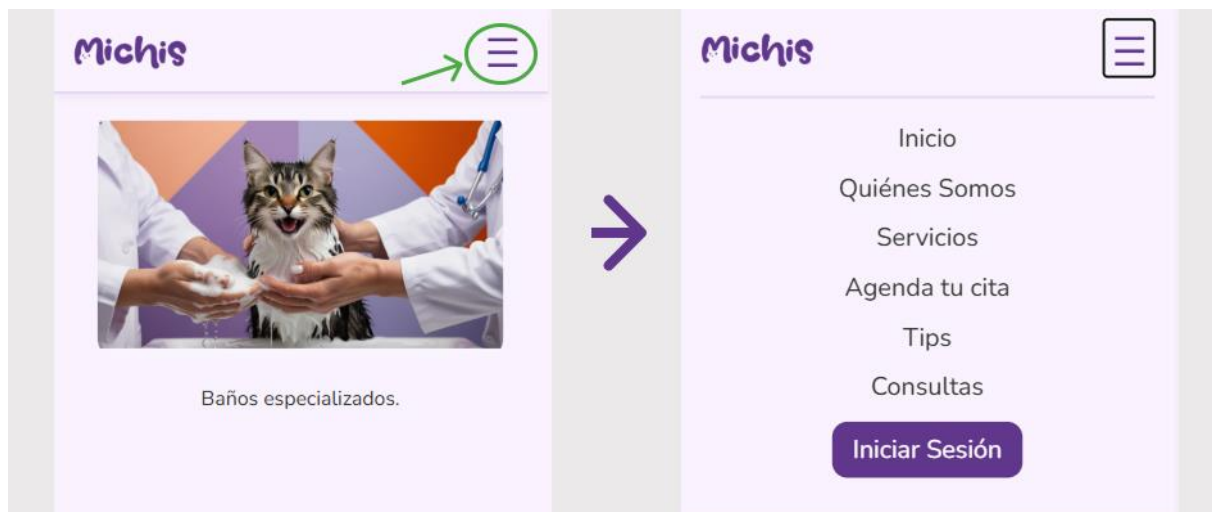 Michis
Baños especializados.
Michis
Inicio
Quiénes Somos
Servicios
Agenda tu cita
Tips
Consultas
Iniciar Sesión